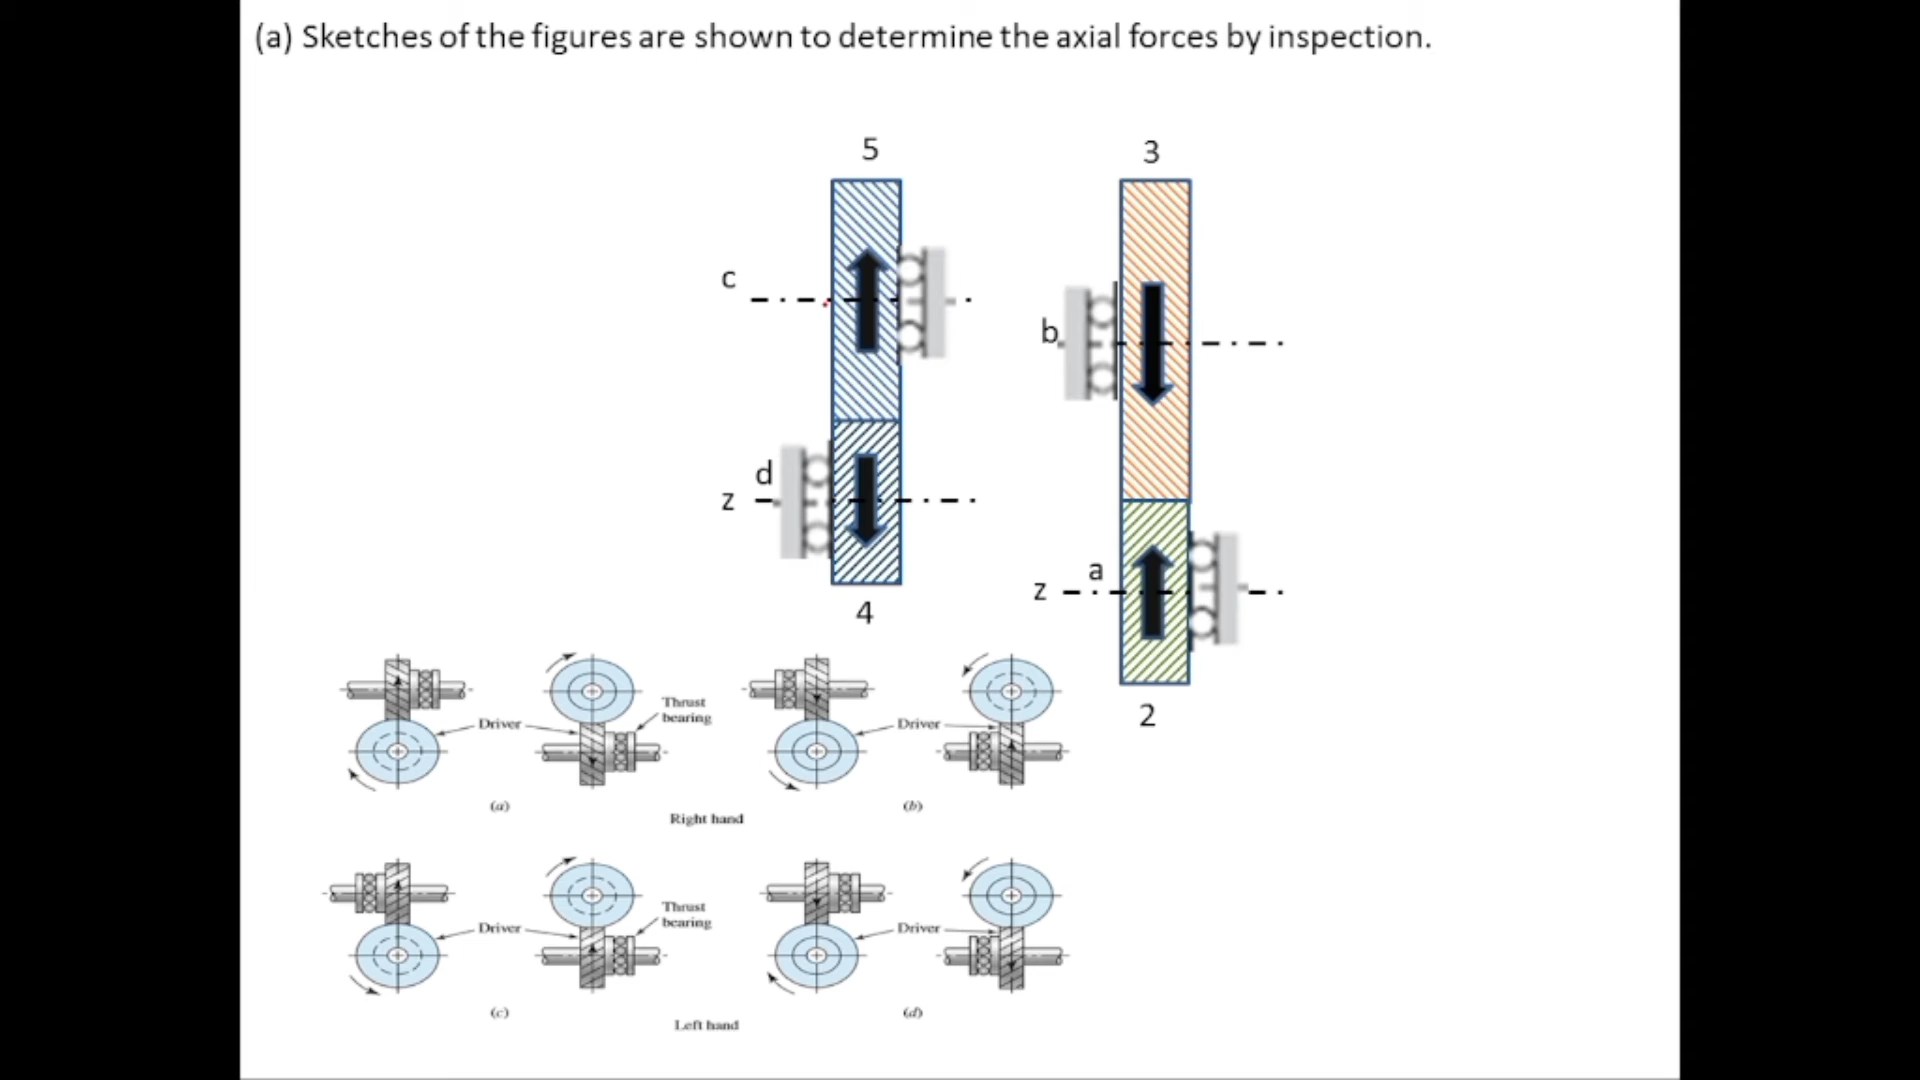 (a) Sketches of the figures are shown to determine the axial forces by inspection.
5
3
c
b
d
z
a
z
4
2
Thrust
bearing
Driver
Driver
(a)
(b)
Right hand
Thrust
bearing
Driver
Driver
(c)
(d)
Left hand